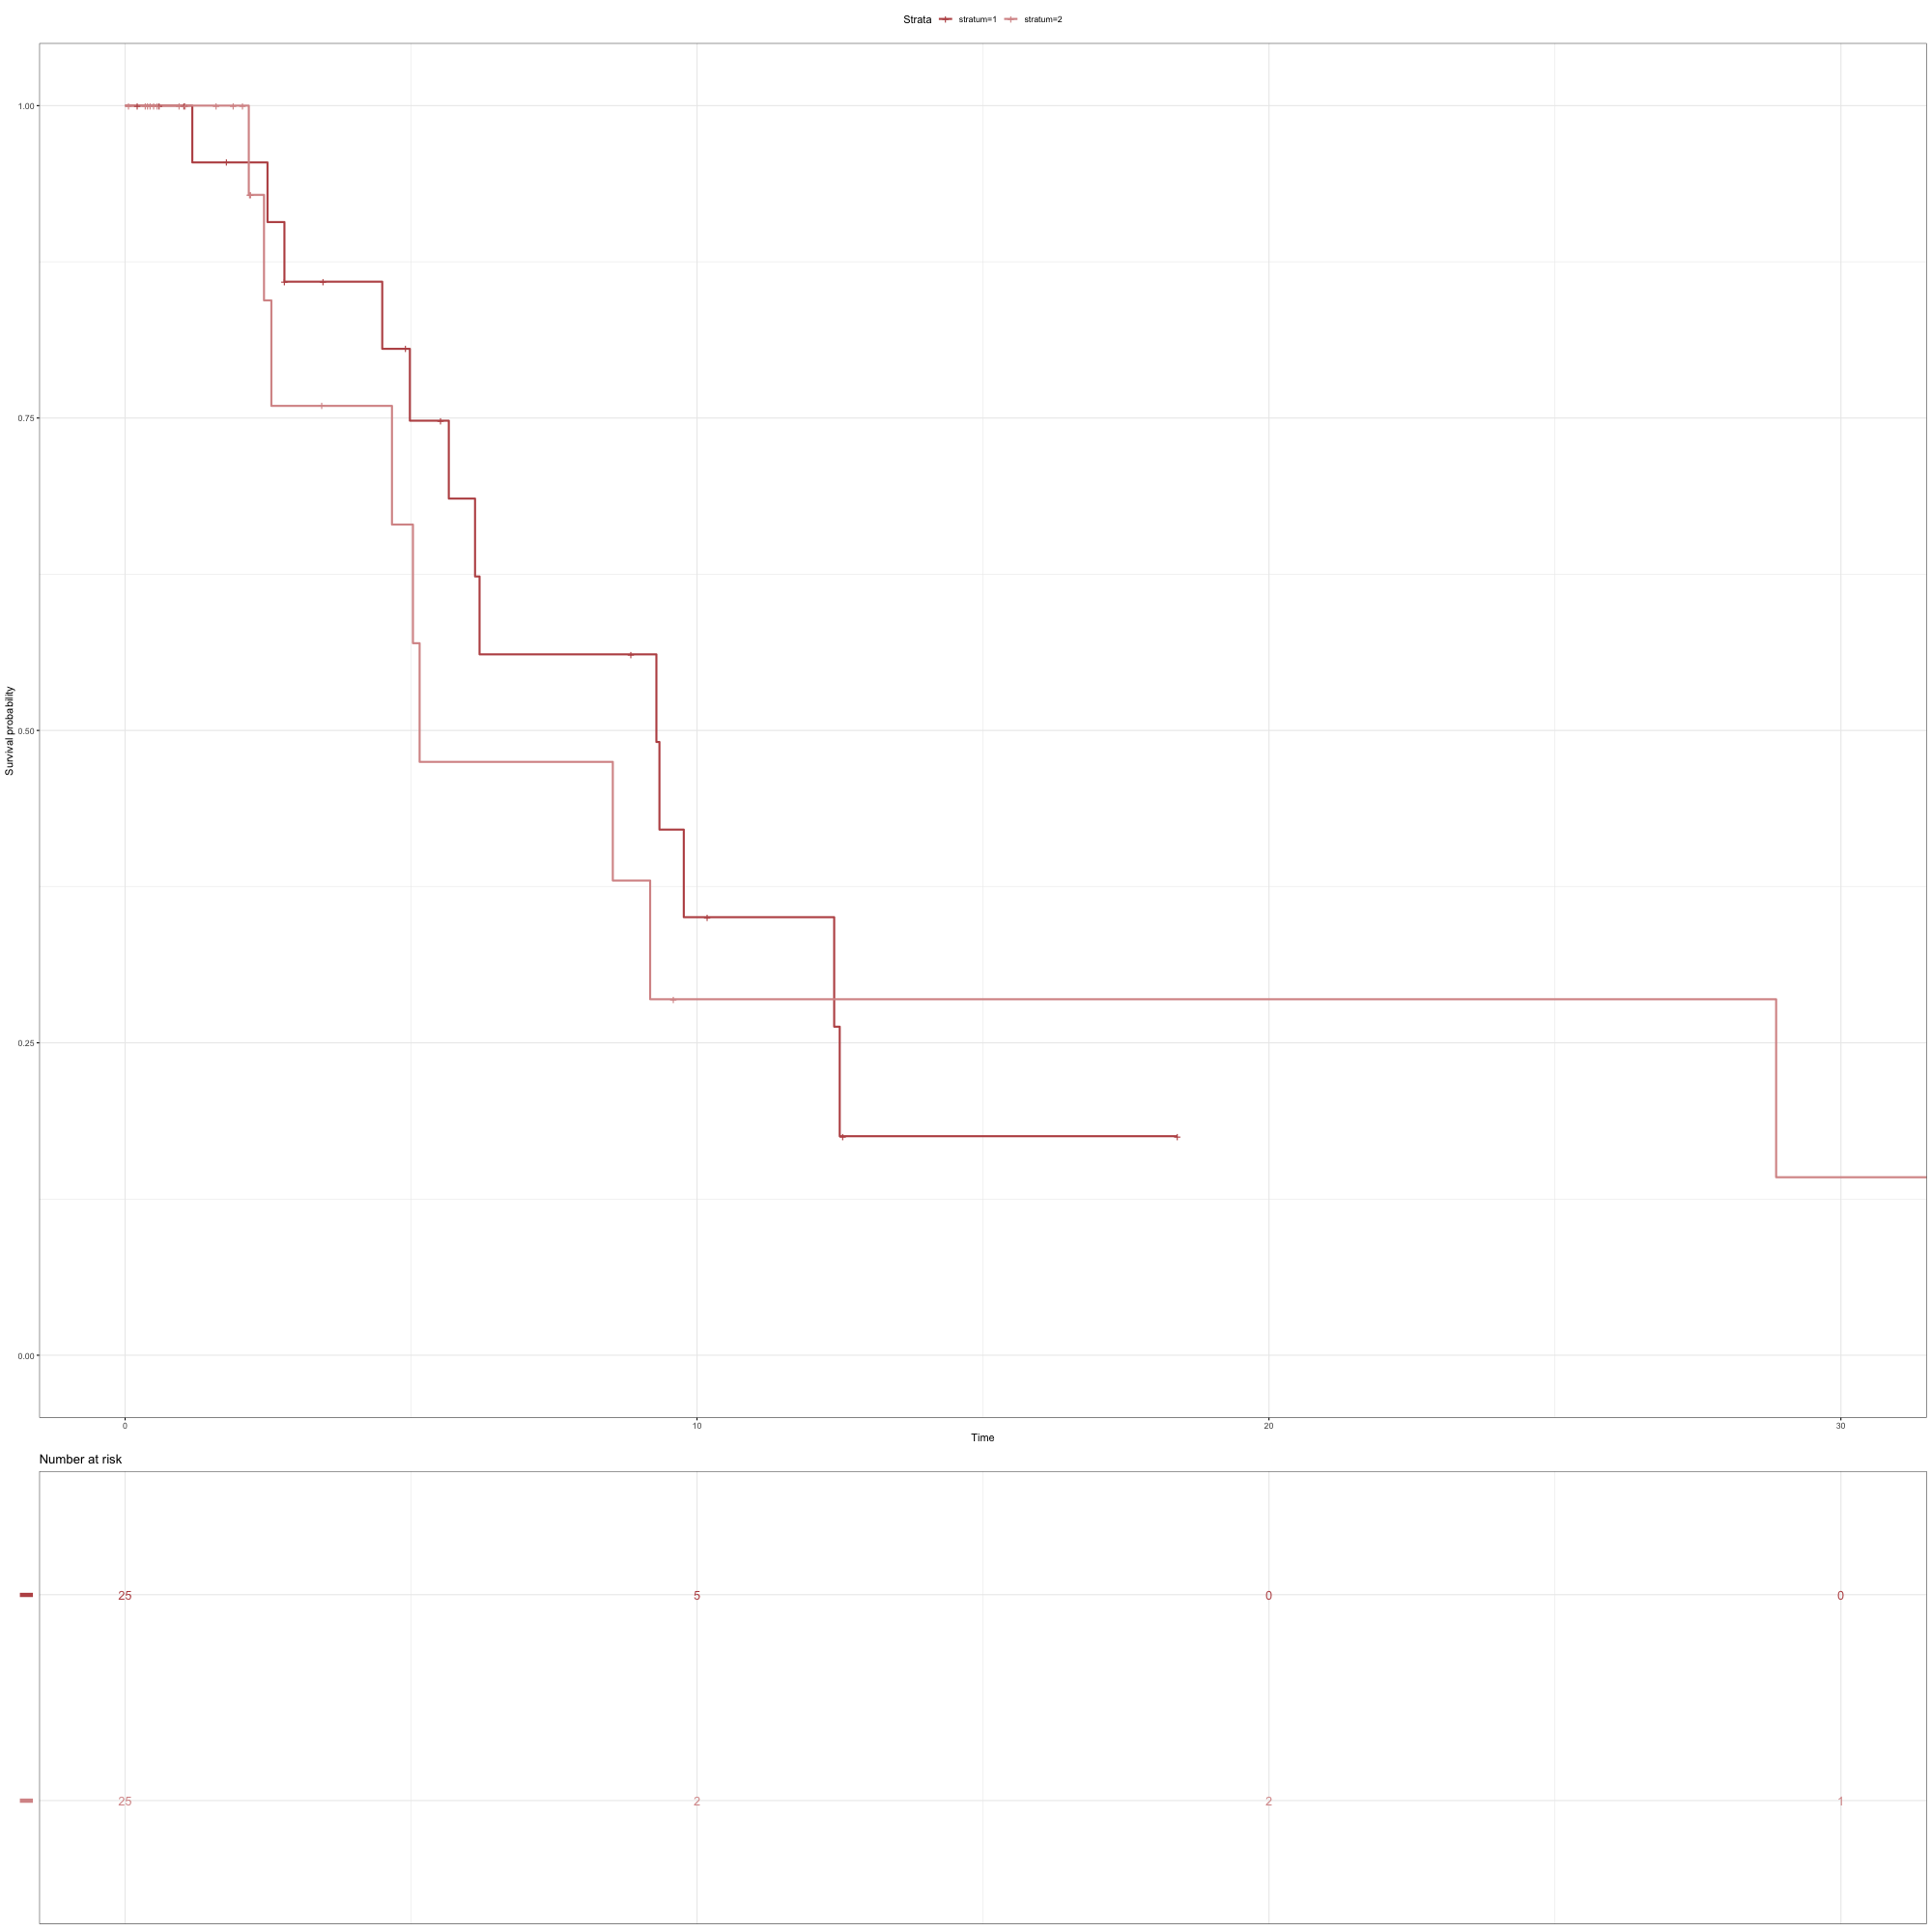 Strata stratum=1 stratum=2
1.00
0.75
0.50
0.25
0.00
Survival probability
0 10 20 30
Time
Number at risk
25 5 0 0
25 2 2 1